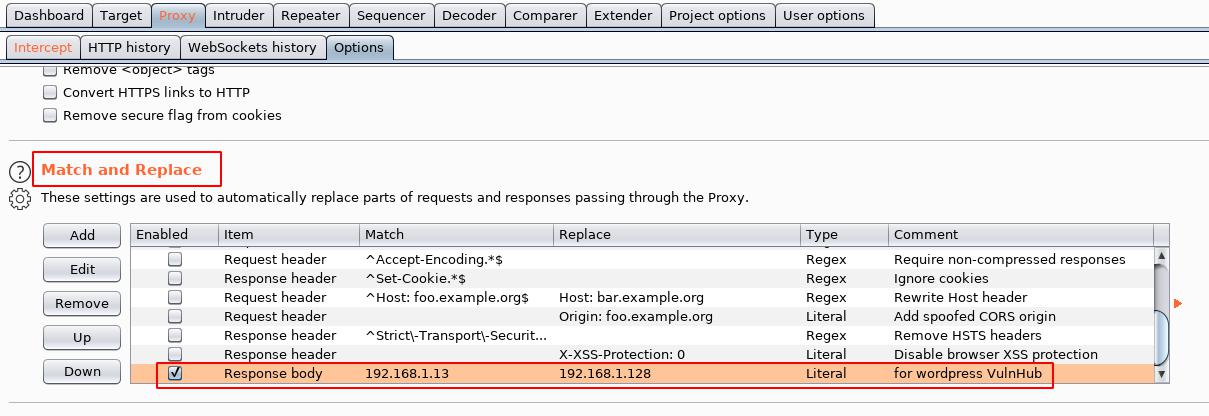 Dashboard Target Proxy Intruder Repeater Sequencer Decoder Comparer Extender Project options User options
Intercept HTTP history WebSockets history Options
Remove <object> tags
Convert HTTPS links to HTTP
Remove secure flag from cookies
? Match and Replace
These settings are used to automatically replace parts of requests and responses passing through the Proxy.
Add
Edit
Remove
Up
Down
Enabled Item Match Replace Type Comment
Request header ^Accept-Encoding.*$ Regex Require non-compressed responses
Response header ^Set-Cookie.*$ Regex Ignore cookies
Request header ^Host: foo.example.org$ Host: bar.example.org Regex Rewrite Host header
Request header Origin: foo.example.org Literal Add spoofed CORS origin
Response header ^Strict\-Transport\-Securit... Regex Remove HSTS headers
Response header X-XSS-Protection: 0 Literal Disable browser XSS protection
Response body 192.168.1.13 192.168.1.128 Literal for wordpress VulnHub